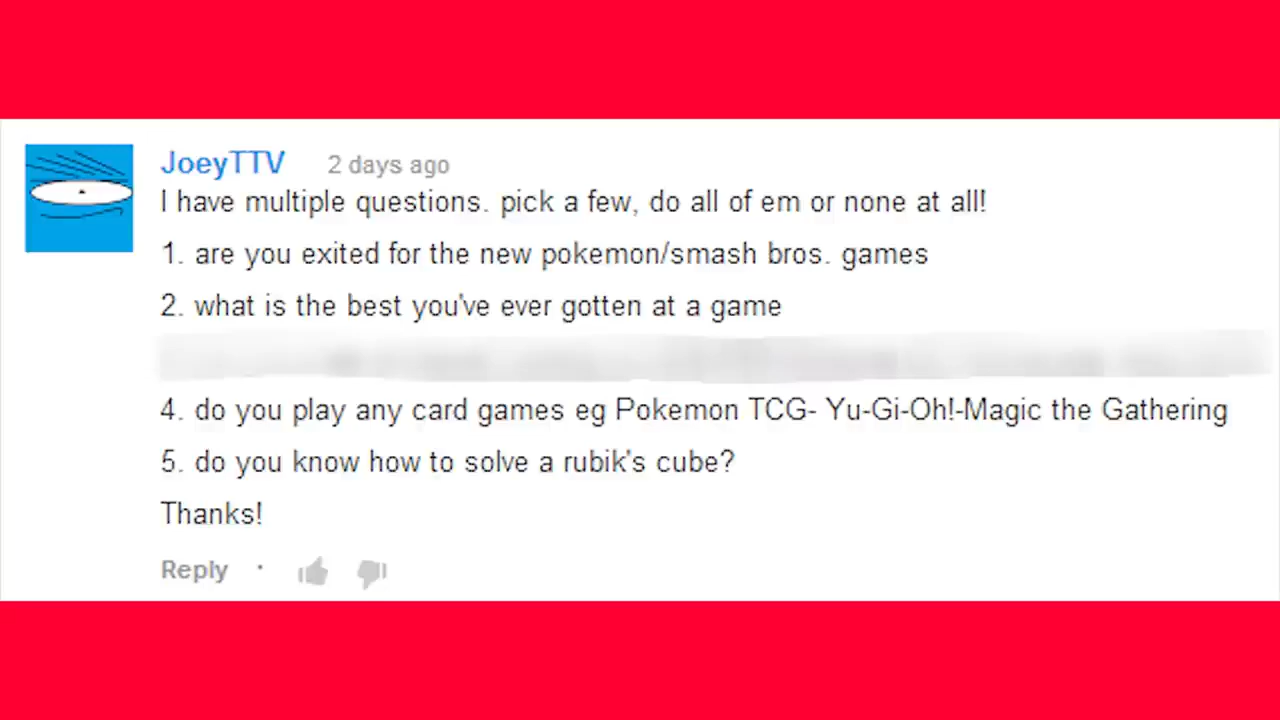 JoeyTTV 2 days ago
I have multiple questions. pick a few, do all of em or none at all!
1. are you exited for the new pokemon/smash bros. games
2. what is the best you've ever gotten at a game
4. do you play any card games eg Pokemon TCG- Yu-Gi-Oh!-Magic the Gathering
5. do you know how to solve a rubik's cube?
Thanks!
Reply ·